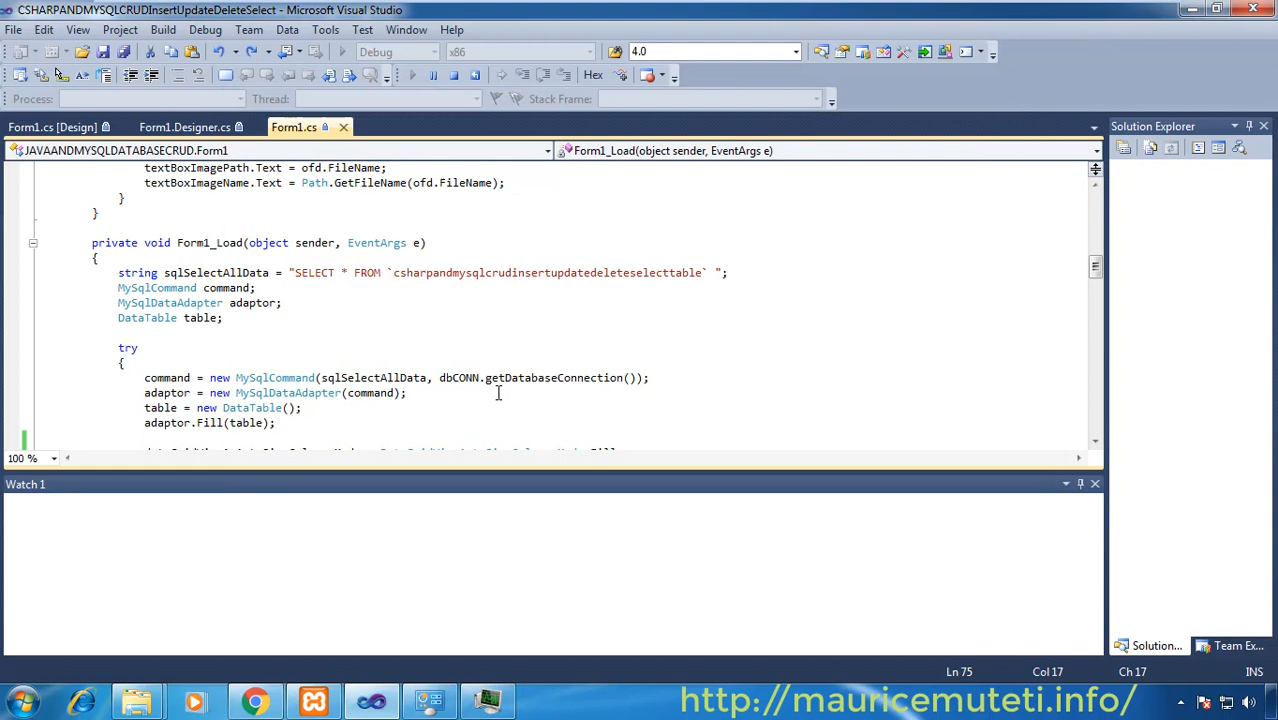 CSHARPANDMYSQLCRUDInsertUpdateDeleteSelect - Microsoft Visual Studio
File Edit View Project Build Debug Team Data Tools Test Window Help
Debug x86 4.0
Hex
Process: Thread: Stack Frame:
Form1.cs [Design] Form1.Designer.cs Form1.cs
Solution Explorer
JAVAANDMYSQLDATABASECRUD.Form1 Form1_Load(object sender, EventArgs e)
textBoxImagePath.Text = ofd.FileName;
textBoxImageName.Text = Path.GetFileName(ofd.FileName);
}
}
private void Form1_Load(object sender, EventArgs e)
{
string sqlSelectAllData = "SELECT * FROM `csharpandmysqlcrudinsertupdatedeleteselecttable` ";
MySqlCommand command;
MySqlDataAdapter adaptor;
DataTable table;
try
{
command = new MySqlCommand(sqlSelectAllData, dbCONN.getDatabaseConnection());
adaptor = new MySqlDataAdapter(command);
table = new DataTable();
adaptor.Fill(table);
100 %
Watch 1
Solution... Team Ex...
Ln 75 Col 17 Ch 17 INS
http://mauricemuteti.info/